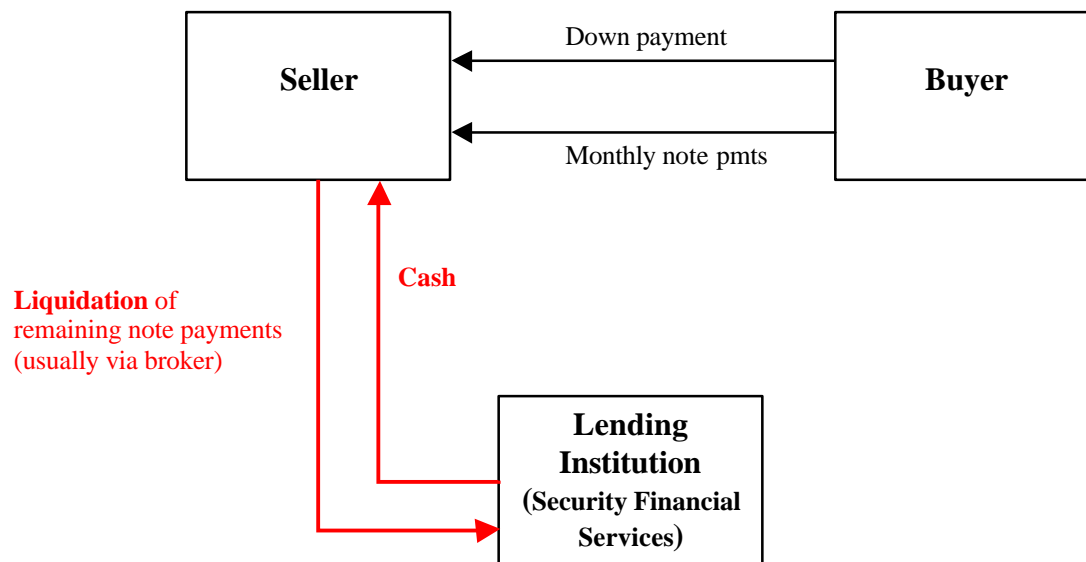 Down payment
Seller
Buyer
Monthly note pmts
Cash
Liquidation of
remaining note payments
(usually via broker)
Lending
Institution
(Security Financial
Services)